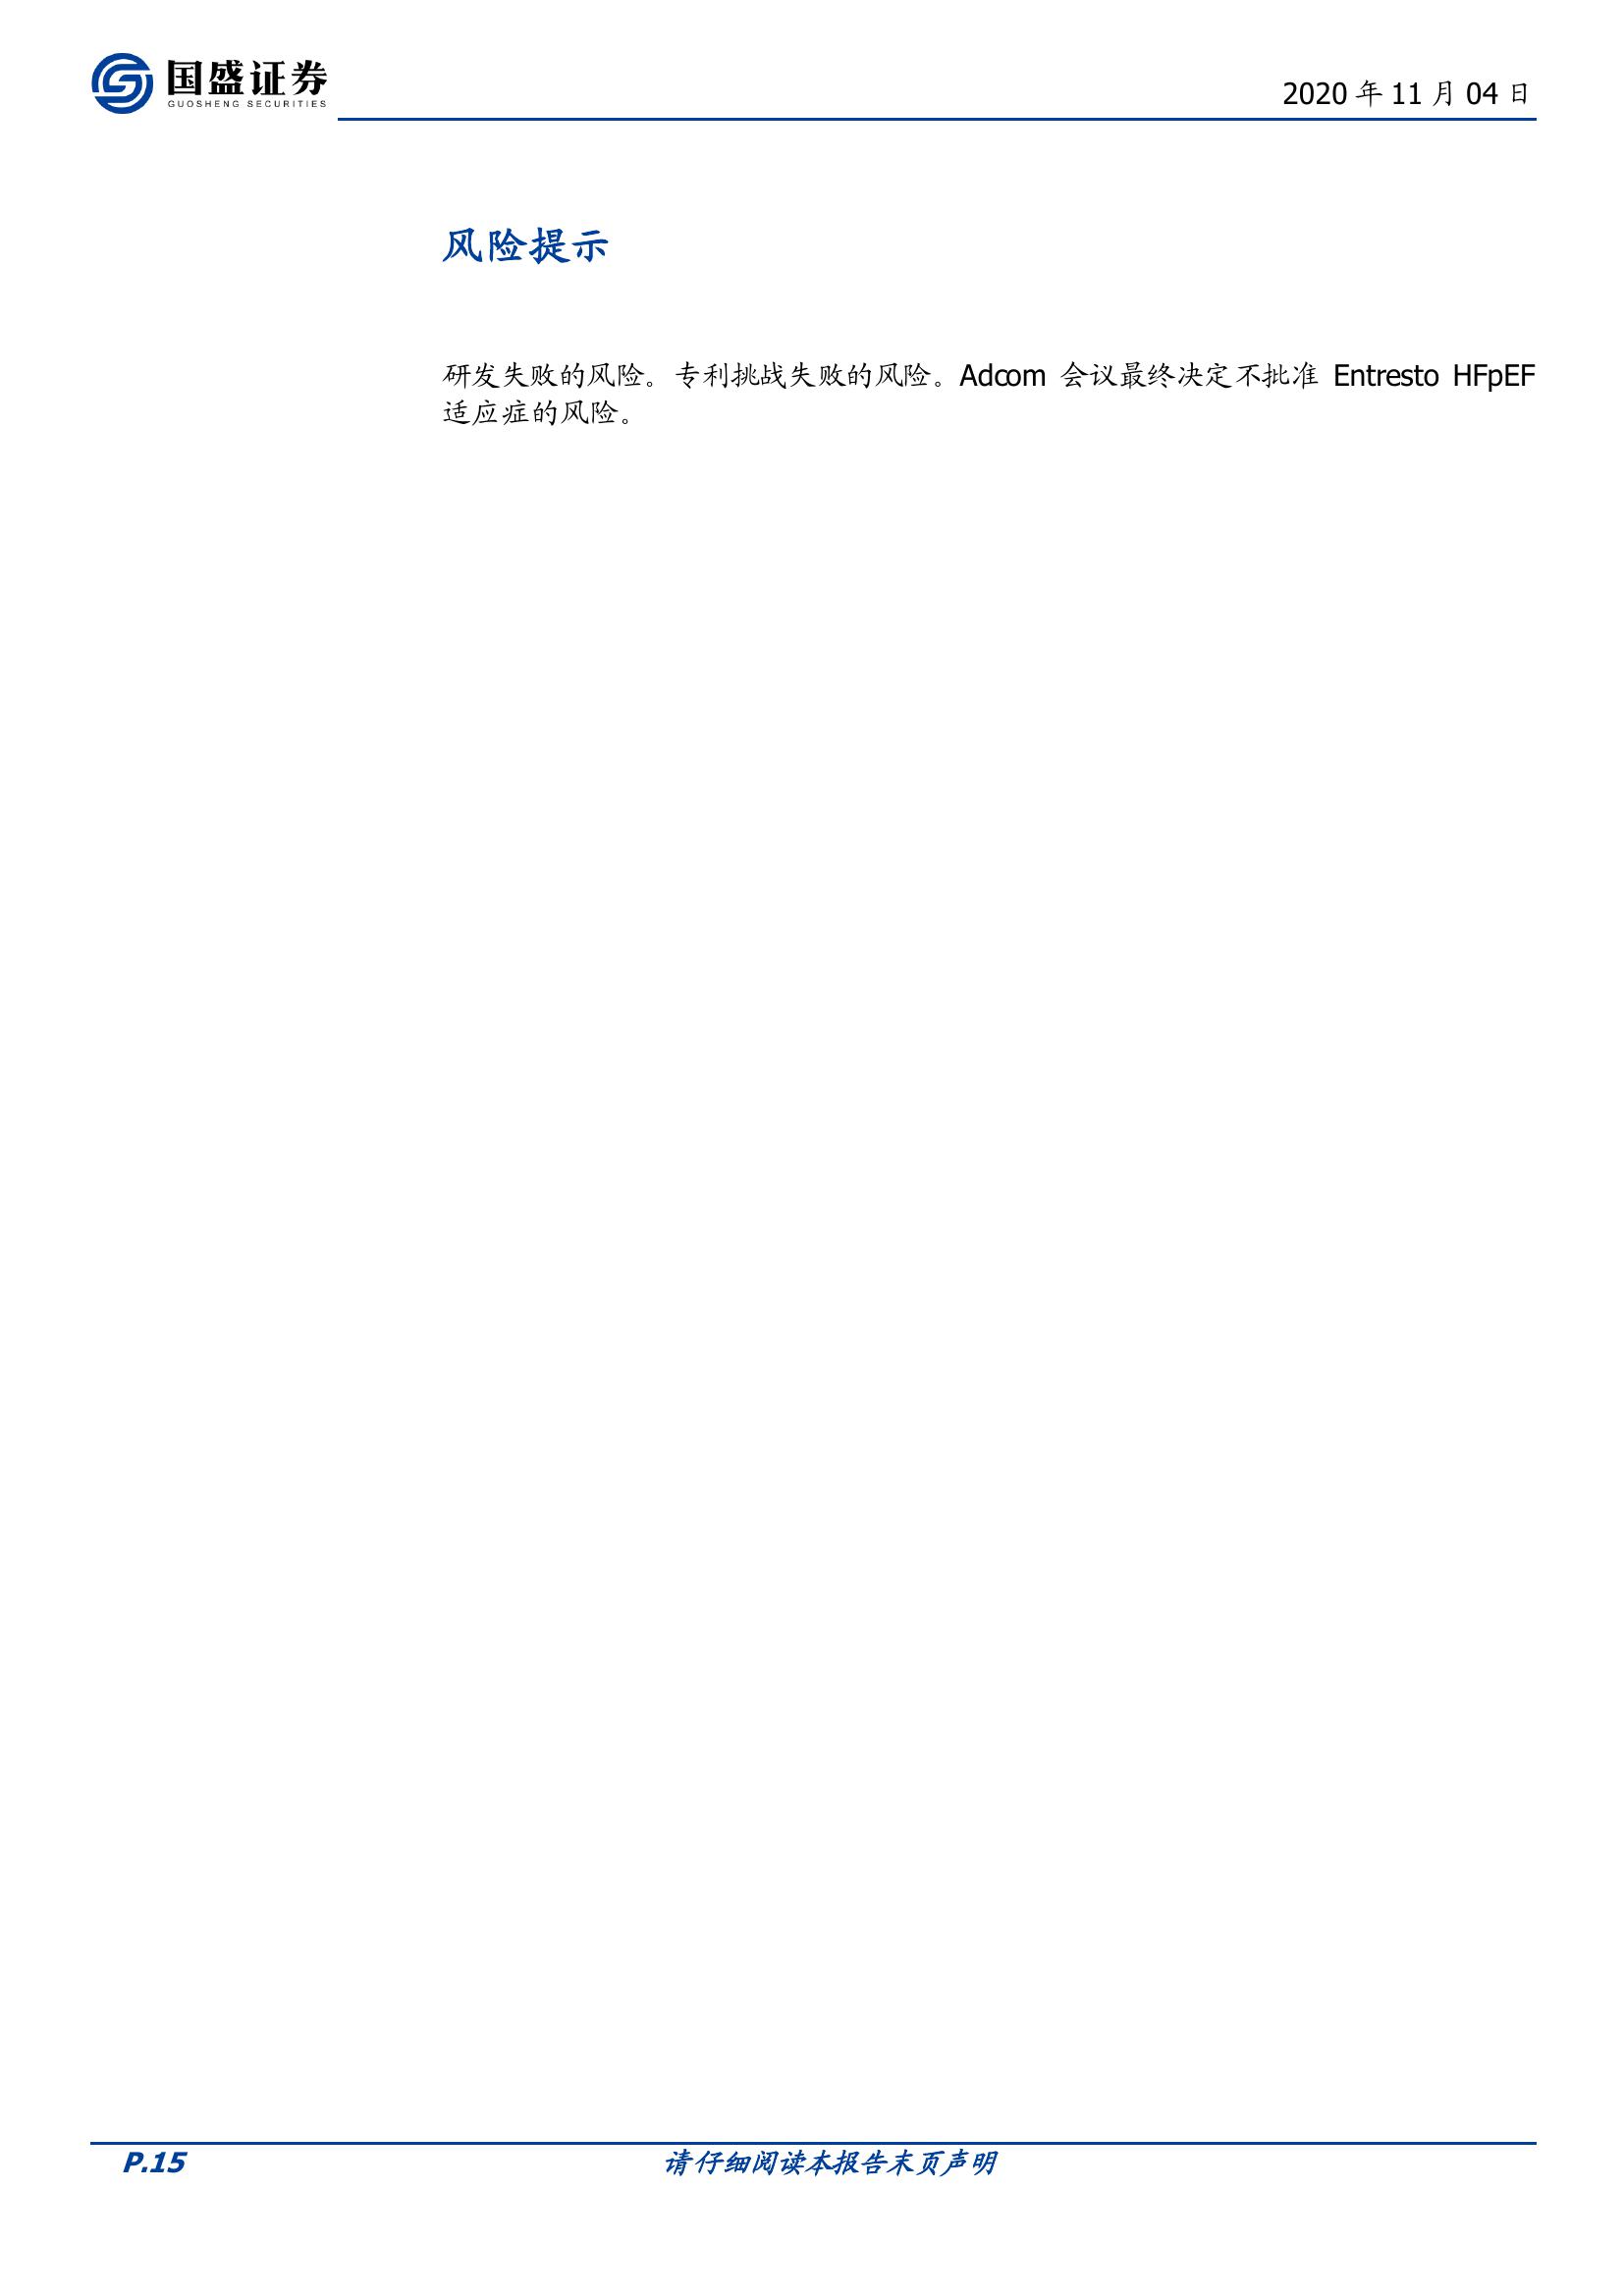 国盛证券
GUOSHENG SECURITIES
2020 年 11 月 04 日
风险提示
研发失败的风险。专利挑战失败的风险。Adcom 会议最终决定不批准 Entresto HFpEF
适应症的风险。
P.15
请仔细阅读本报告末页声明